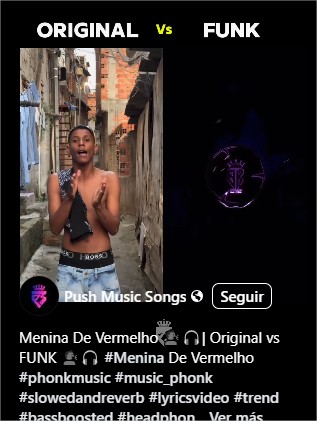 ORIGINAL Vs FUNK
BOSS
Push Music Songs Seguir
Menina De Vermelho 🗣 🎧 | Original vs
FUNK 🗣 🎧 #Menina De Vermelho
#phonkmusic #music_phonk
#slowedandreverb #lyricsvideo #trend
#bassboosted #headphon... Ver más